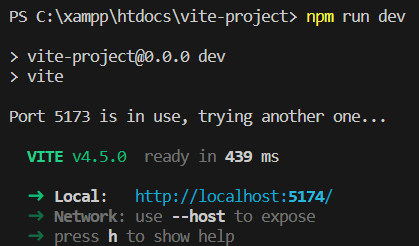 PS C:\xampp\htdocs\vite-project> npm run dev
> vite-project@0.0.0 dev
> vite
Port 5173 is in use, trying another one...
VITE v4.5.0 ready in 439 ms
➜ Local: http://localhost:5174/
➜ Network: use --host to expose
➜ press h to show help